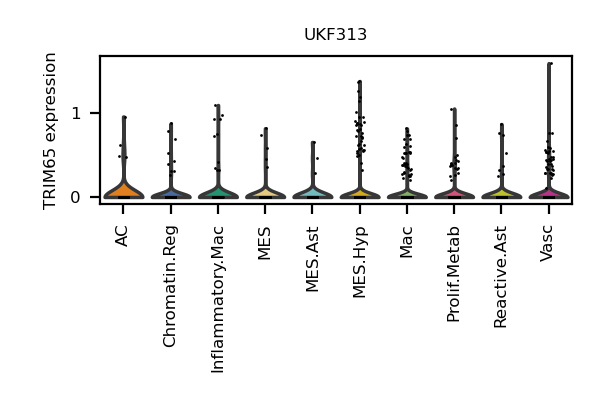 UKF313
TRIM65 expression
1
0
AC
Chromatin.Reg
Inflammatory.Mac
MES
MES.Ast
MES.Hyp
Mac
Prolif.Metab
Reactive.Ast
Vasc